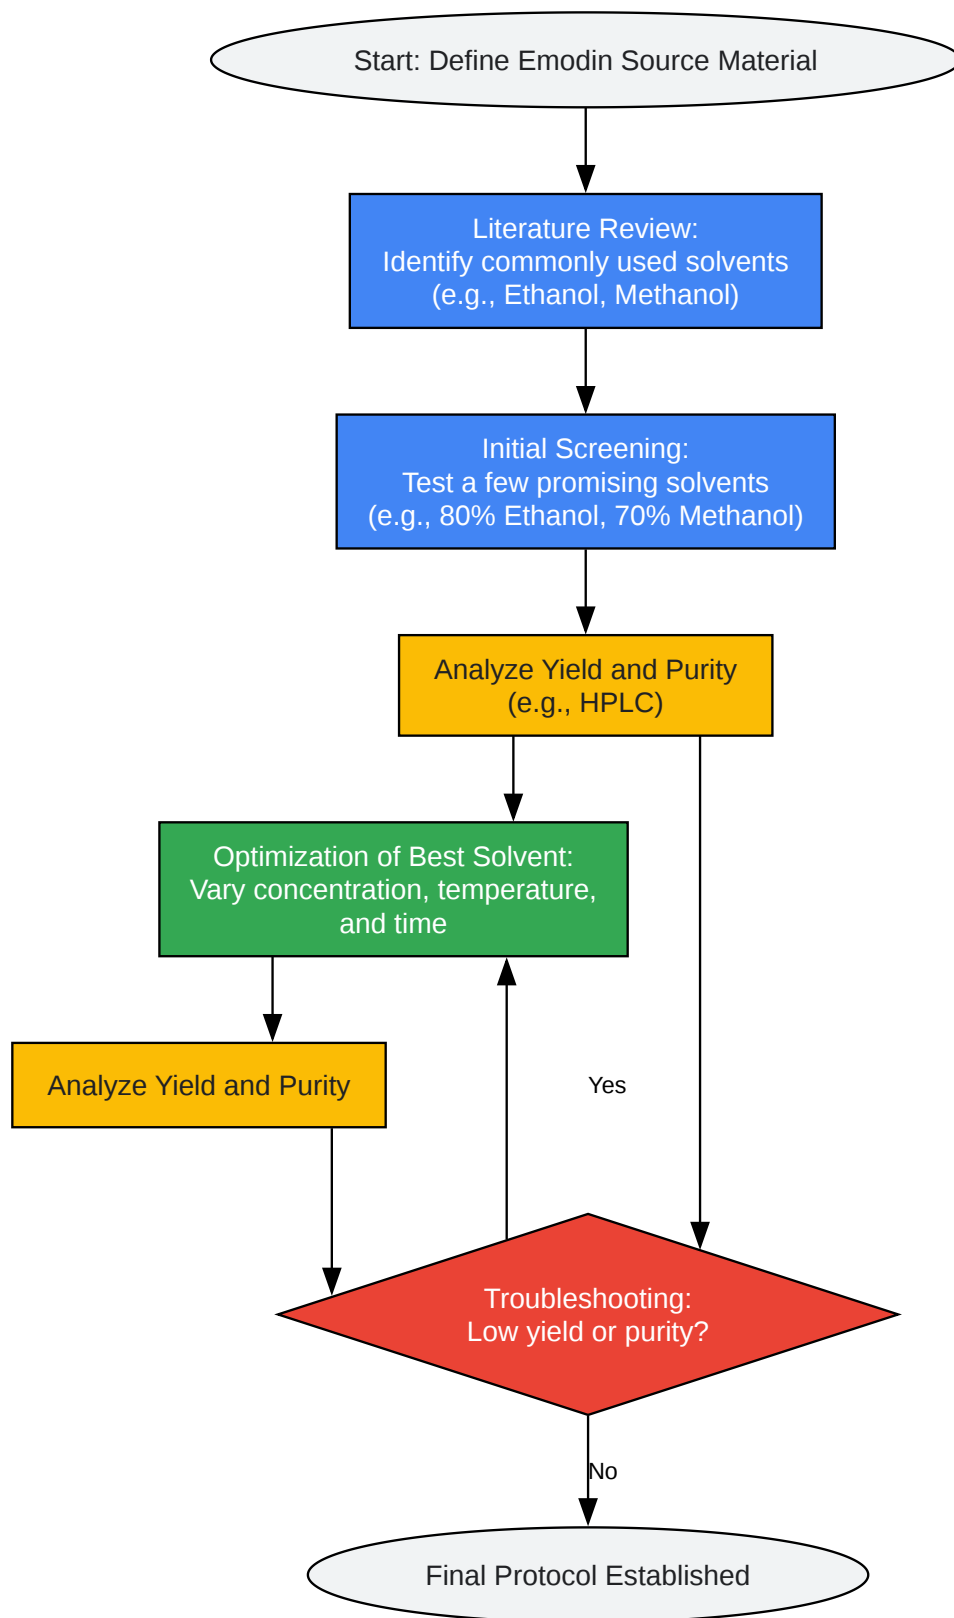 Start: Define Emodin Source Material
Literature Review:
Identify commonly used solvents
(e.g., Ethanol, Methanol)
Initial Screening:
Test a few promising solvents
(e.g., 80% Ethanol, 70% Methanol)
Analyze Yield and Purity
(e.g., HPLC)
Optimization of Best Solvent:
Vary concentration, temperature,
and time
Analyze Yield and Purity
Yes
Troubleshooting:
Low yield or purity?
No
Final Protocol Established